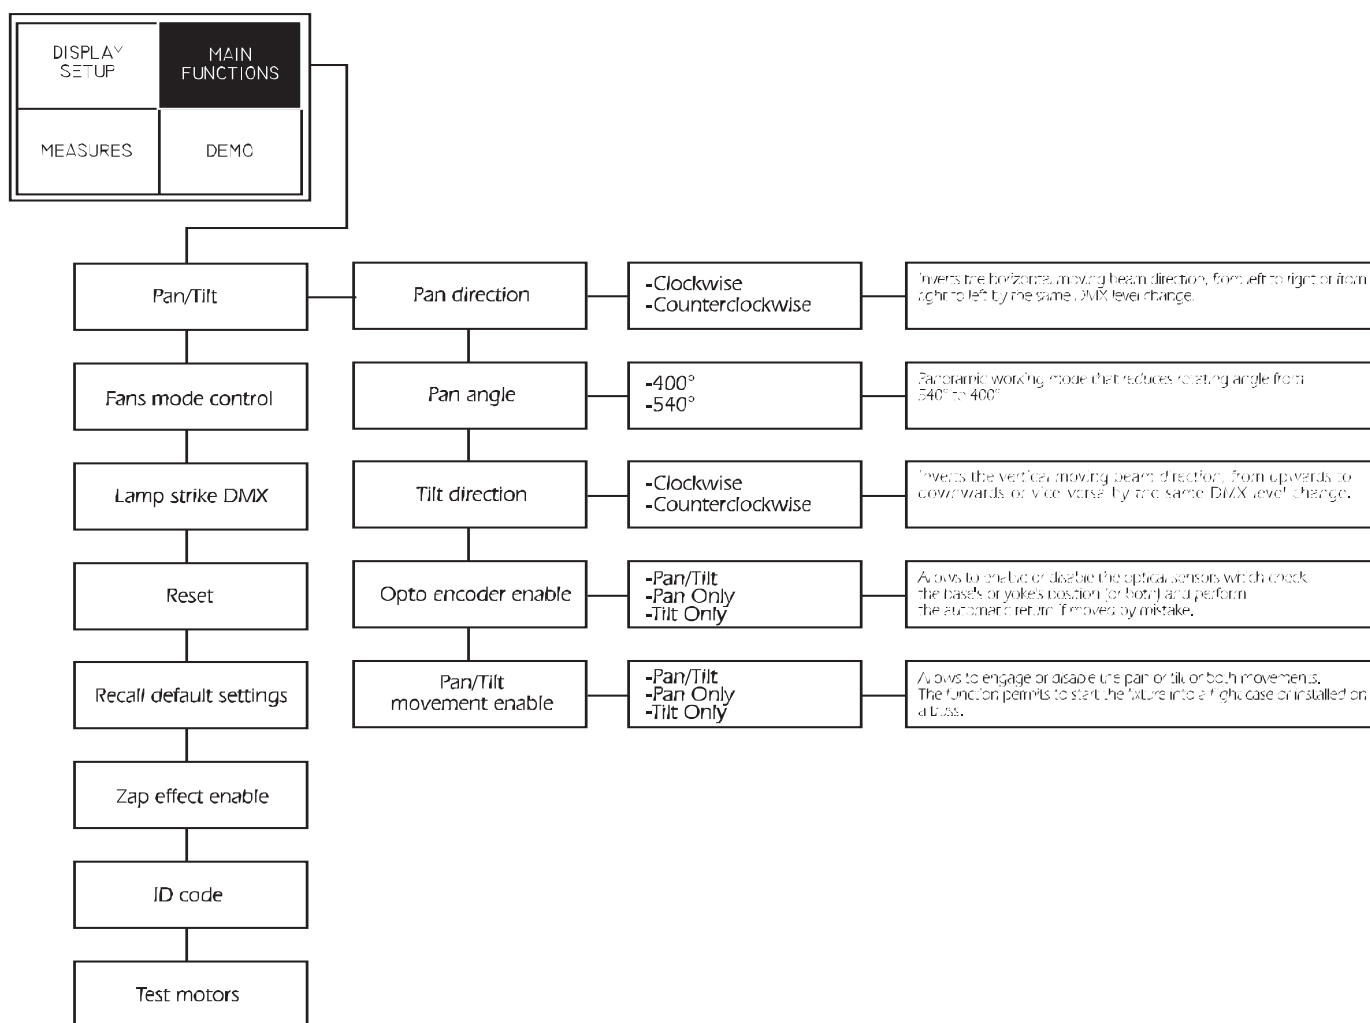 DISPLAY
SETUP
MAIN
FUNCTIONS
MEASURES
DEMO
Pan/Tilt
Pan direction
-Clockwise
-Counterclockwise
Inverts the horizontal moving beam direction, from left to right or from
right to left by the same DMX level change.
Fans mode control
Pan angle
-400°
-540°
Panoramic working mode that reduces rotating angle from
540° to 400°
Lamp strike DMX
Tilt direction
-Clockwise
-Counterclockwise
Inverts the vertical moving beam direction, from upwards to
downwards or vice versa by the same DMX level change.
Reset
Opto encoder enable
-Pan/Tilt
-Pan Only
-Tilt Only
Allows to enable or disable the optical sensors which check
the base's or yoke's position (or both) and perform
the automatic return if moved by mistake.
Recall default settings
Pan/Tilt
movement enable
-Pan/Tilt
-Pan Only
-Tilt Only
Allows to engage or disable the pan or tilt or both movements.
The function permits to start the fixture into a flight case or installed on
a truss.
Zap effect enable
ID code
Test motors